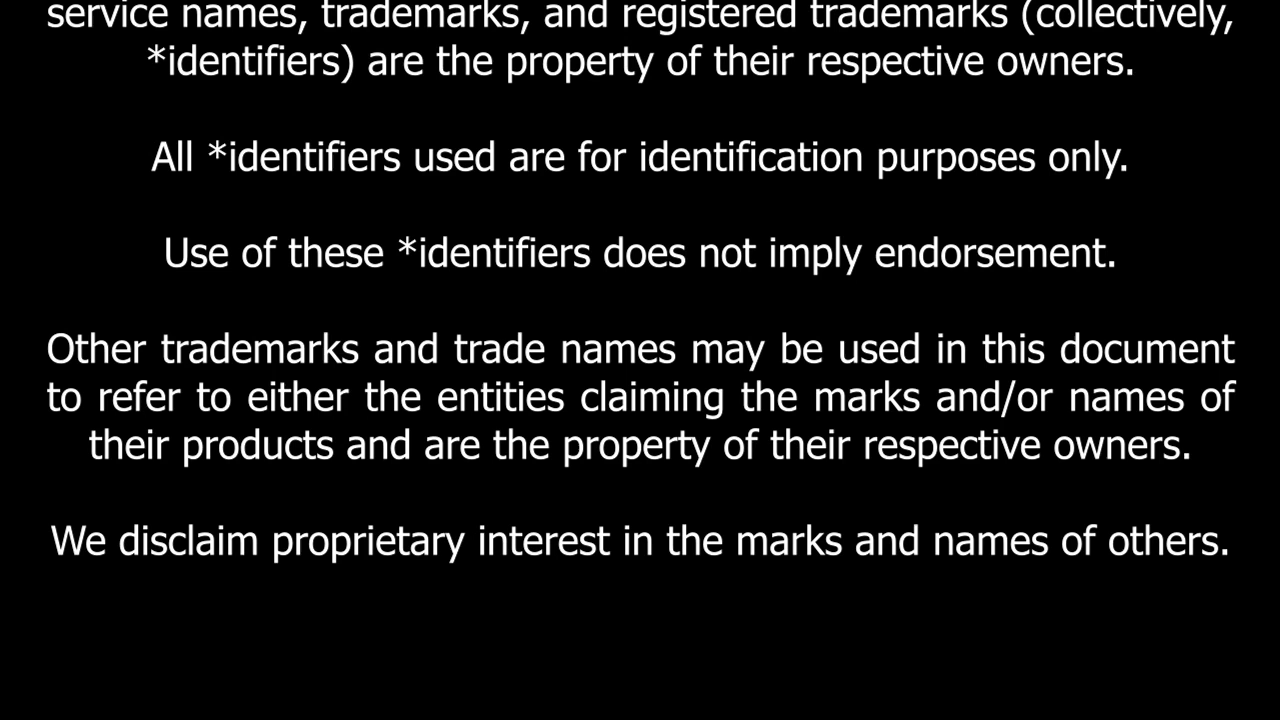 service names, trademarks, and registered trademarks (collectively,
*identifiers) are the property of their respective owners.
All *identifiers used are for identification purposes only.
Use of these *identifiers does not imply endorsement.
Other trademarks and trade names may be used in this document
to refer to either the entities claiming the marks and/or names of
their products and are the property of their respective owners.
We disclaim proprietary interest in the marks and names of others.